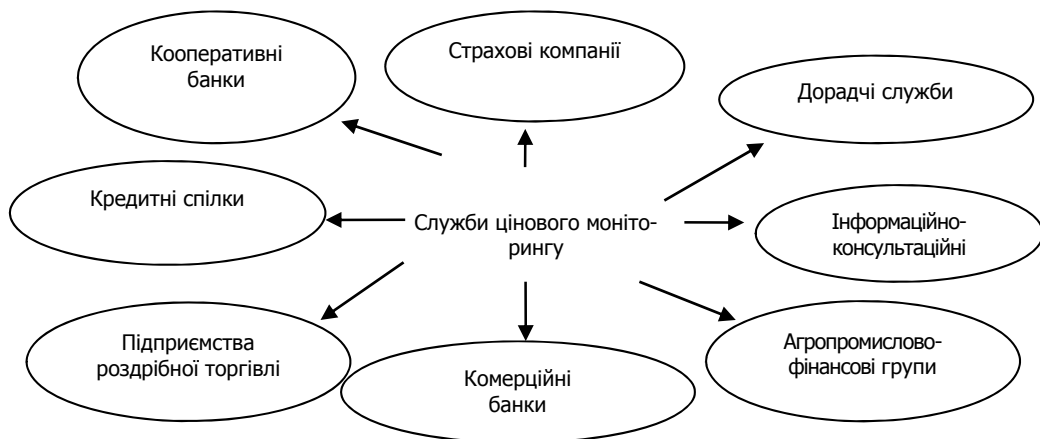 Кооперативні
банки
Страхові компанії
Дорадчі служби
Кредитні спілки
Служби цінового моніто-
рингу
Інформаційно-
консультаційні
Підприємства
роздрібної торгівлі
Комерційні
банки
Агропромислово-
фінансові групи